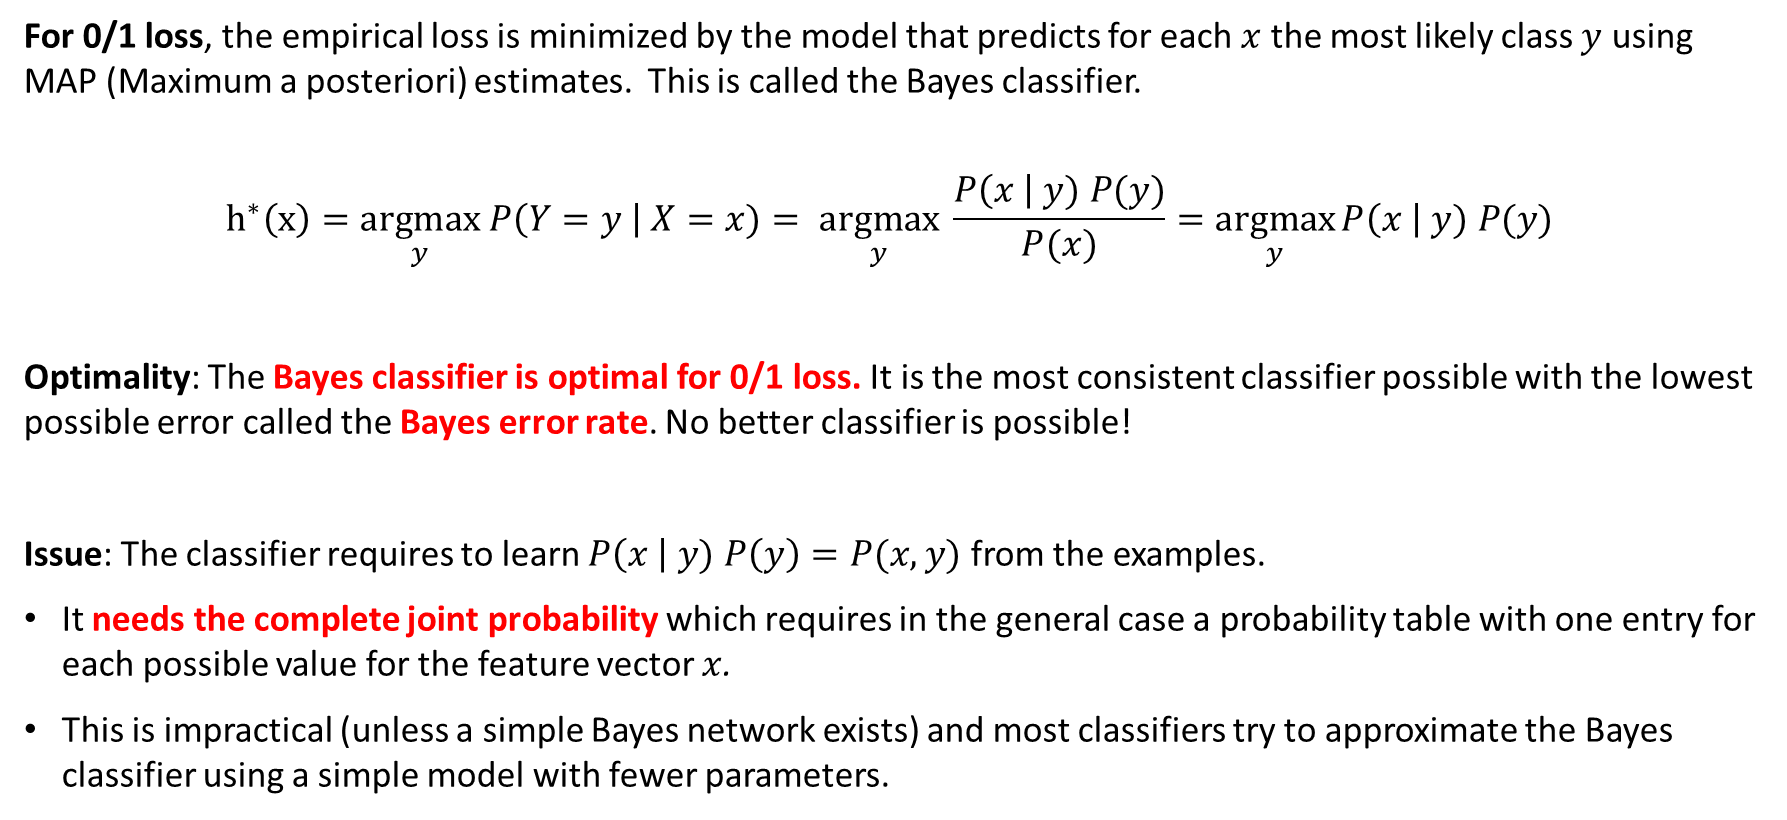 For 0/1 loss, the empirical loss is minimized by the model that predicts for each x the most likely class y using
MAP (Maximum a posteriori) estimates. This is called the Bayes classifier.
h*(x) = argmax_y P(Y = y | X = x) = argmax_y P(x | y) P(y) / P(x) = argmax_y P(x | y) P(y)
Optimality: The Bayes classifier is optimal for 0/1 loss. It is the most consistent classifier possible with the lowest
possible error called the Bayes error rate. No better classifier is possible!
Issue: The classifier requires to learn P(x | y) P(y) = P(x, y) from the examples.
• It needs the complete joint probability which requires in the general case a probability table with one entry for
each possible value for the feature vector x.
• This is impractical (unless a simple Bayes network exists) and most classifiers try to approximate the Bayes
classifier using a simple model with fewer parameters.